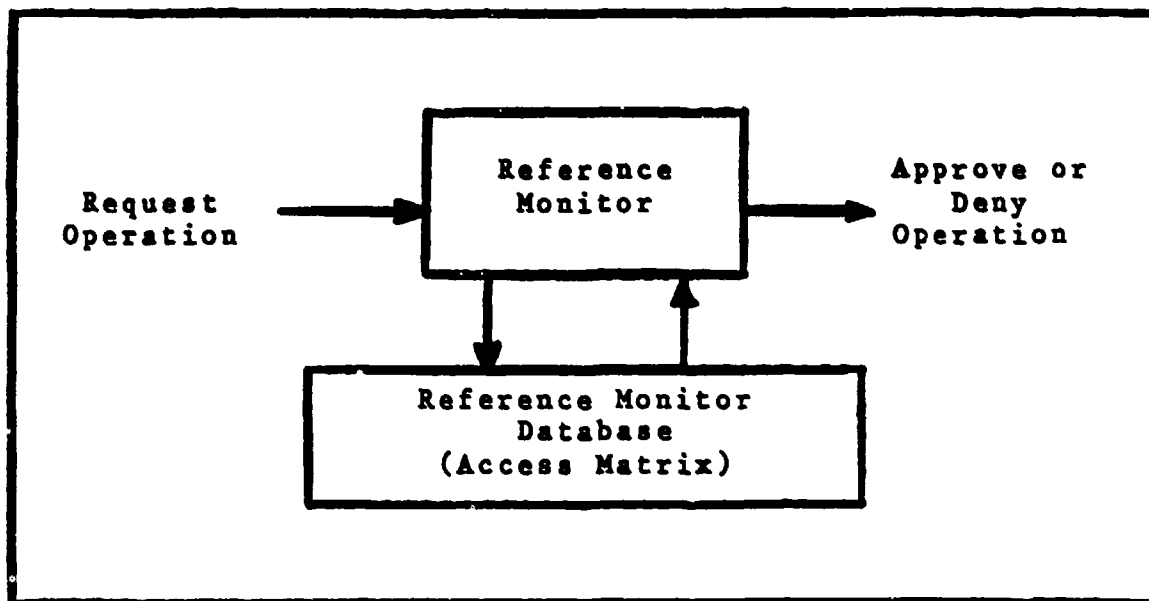 Request
Operation
Reference
Monitor
Approve or
Deny
Operation
Reference Monitor
Database
(Access Matrix)